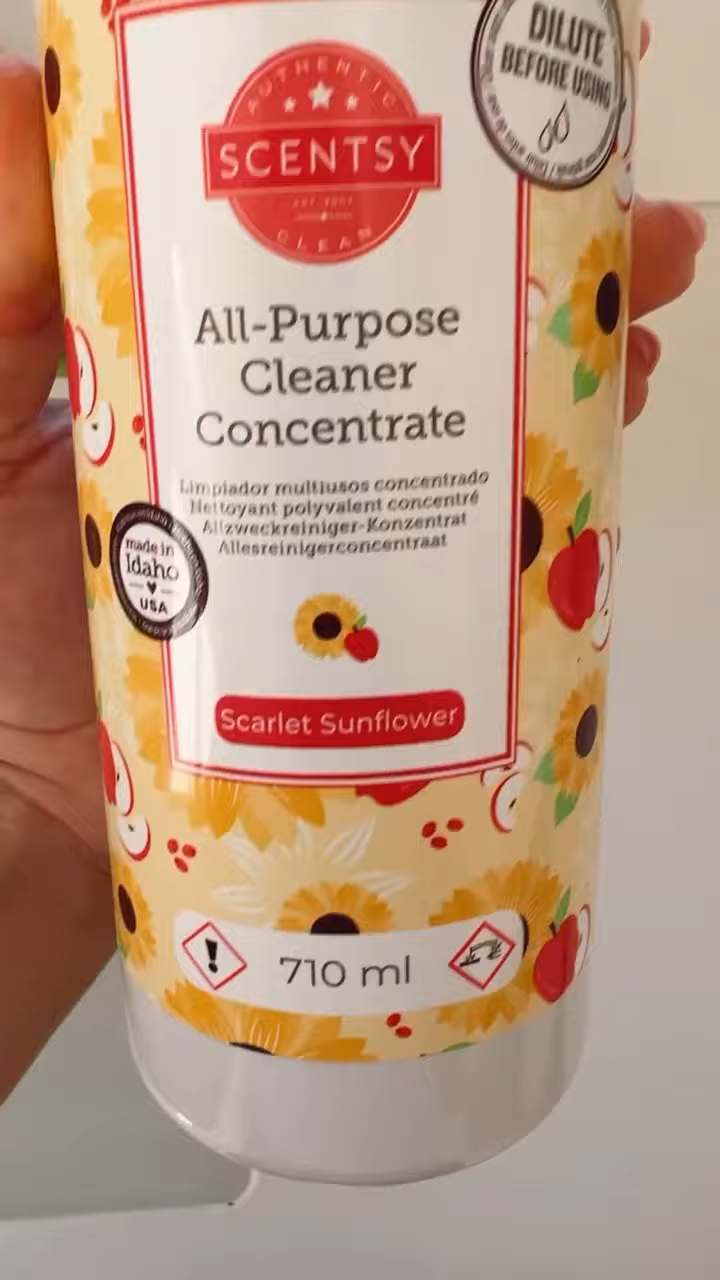 DILUTE
BEFORE USING
AUTHENTIC
SCENTSY
CLEAN
All-Purpose
Cleaner
Concentrate
Limpiador multiusos concentrado
Nettoyant polyvalent concentré
Allzweckreiniger-Konzentrat
Allesreinigerconcentraat
made in
Idaho
USA
Scarlet Sunflower
710 ml